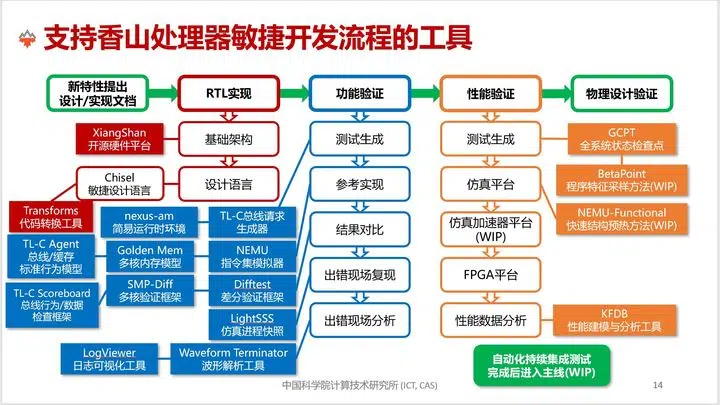 支持香山处理器敏捷开发流程的工具
新特性提出
设计/实现文档
RTL实现
功能验证
性能验证
物理设计验证
XiangShan
开源硬件平台
基础架构
Chisel
敏捷设计语言
设计语言
Transforms
代码转换工具
测试生成
参考实现
结果对比
出错现场复现
出错现场分析
nexus-am
简易运行时环境
TL-C总线请求
生成器
TL-C Agent
总线/缓存
标准行为模型
Golden Mem
多核内存模型
NEMU
指令集模拟器
TL-C Scoreboard
总线行为/数据
检查框架
SMP-Diff
多核验证框架
Difftest
差分验证框架
LightSSS
仿真进程快照
LogViewer
日志可视化工具
Waveform Terminator
波形解析工具
测试生成
仿真平台
仿真加速器平台
(WIP)
FPGA平台
性能数据分析
GCPT
全系统状态检查点
BetaPoint
程序特征采样方法(WIP)
NEMU-Functional
快速结构预热方法(WIP)
KFDB
性能建模与分析工具
自动化持续集成测试
完成后进入主线(WIP)
中国科学院计算技术研究所 (ICT, CAS)
14